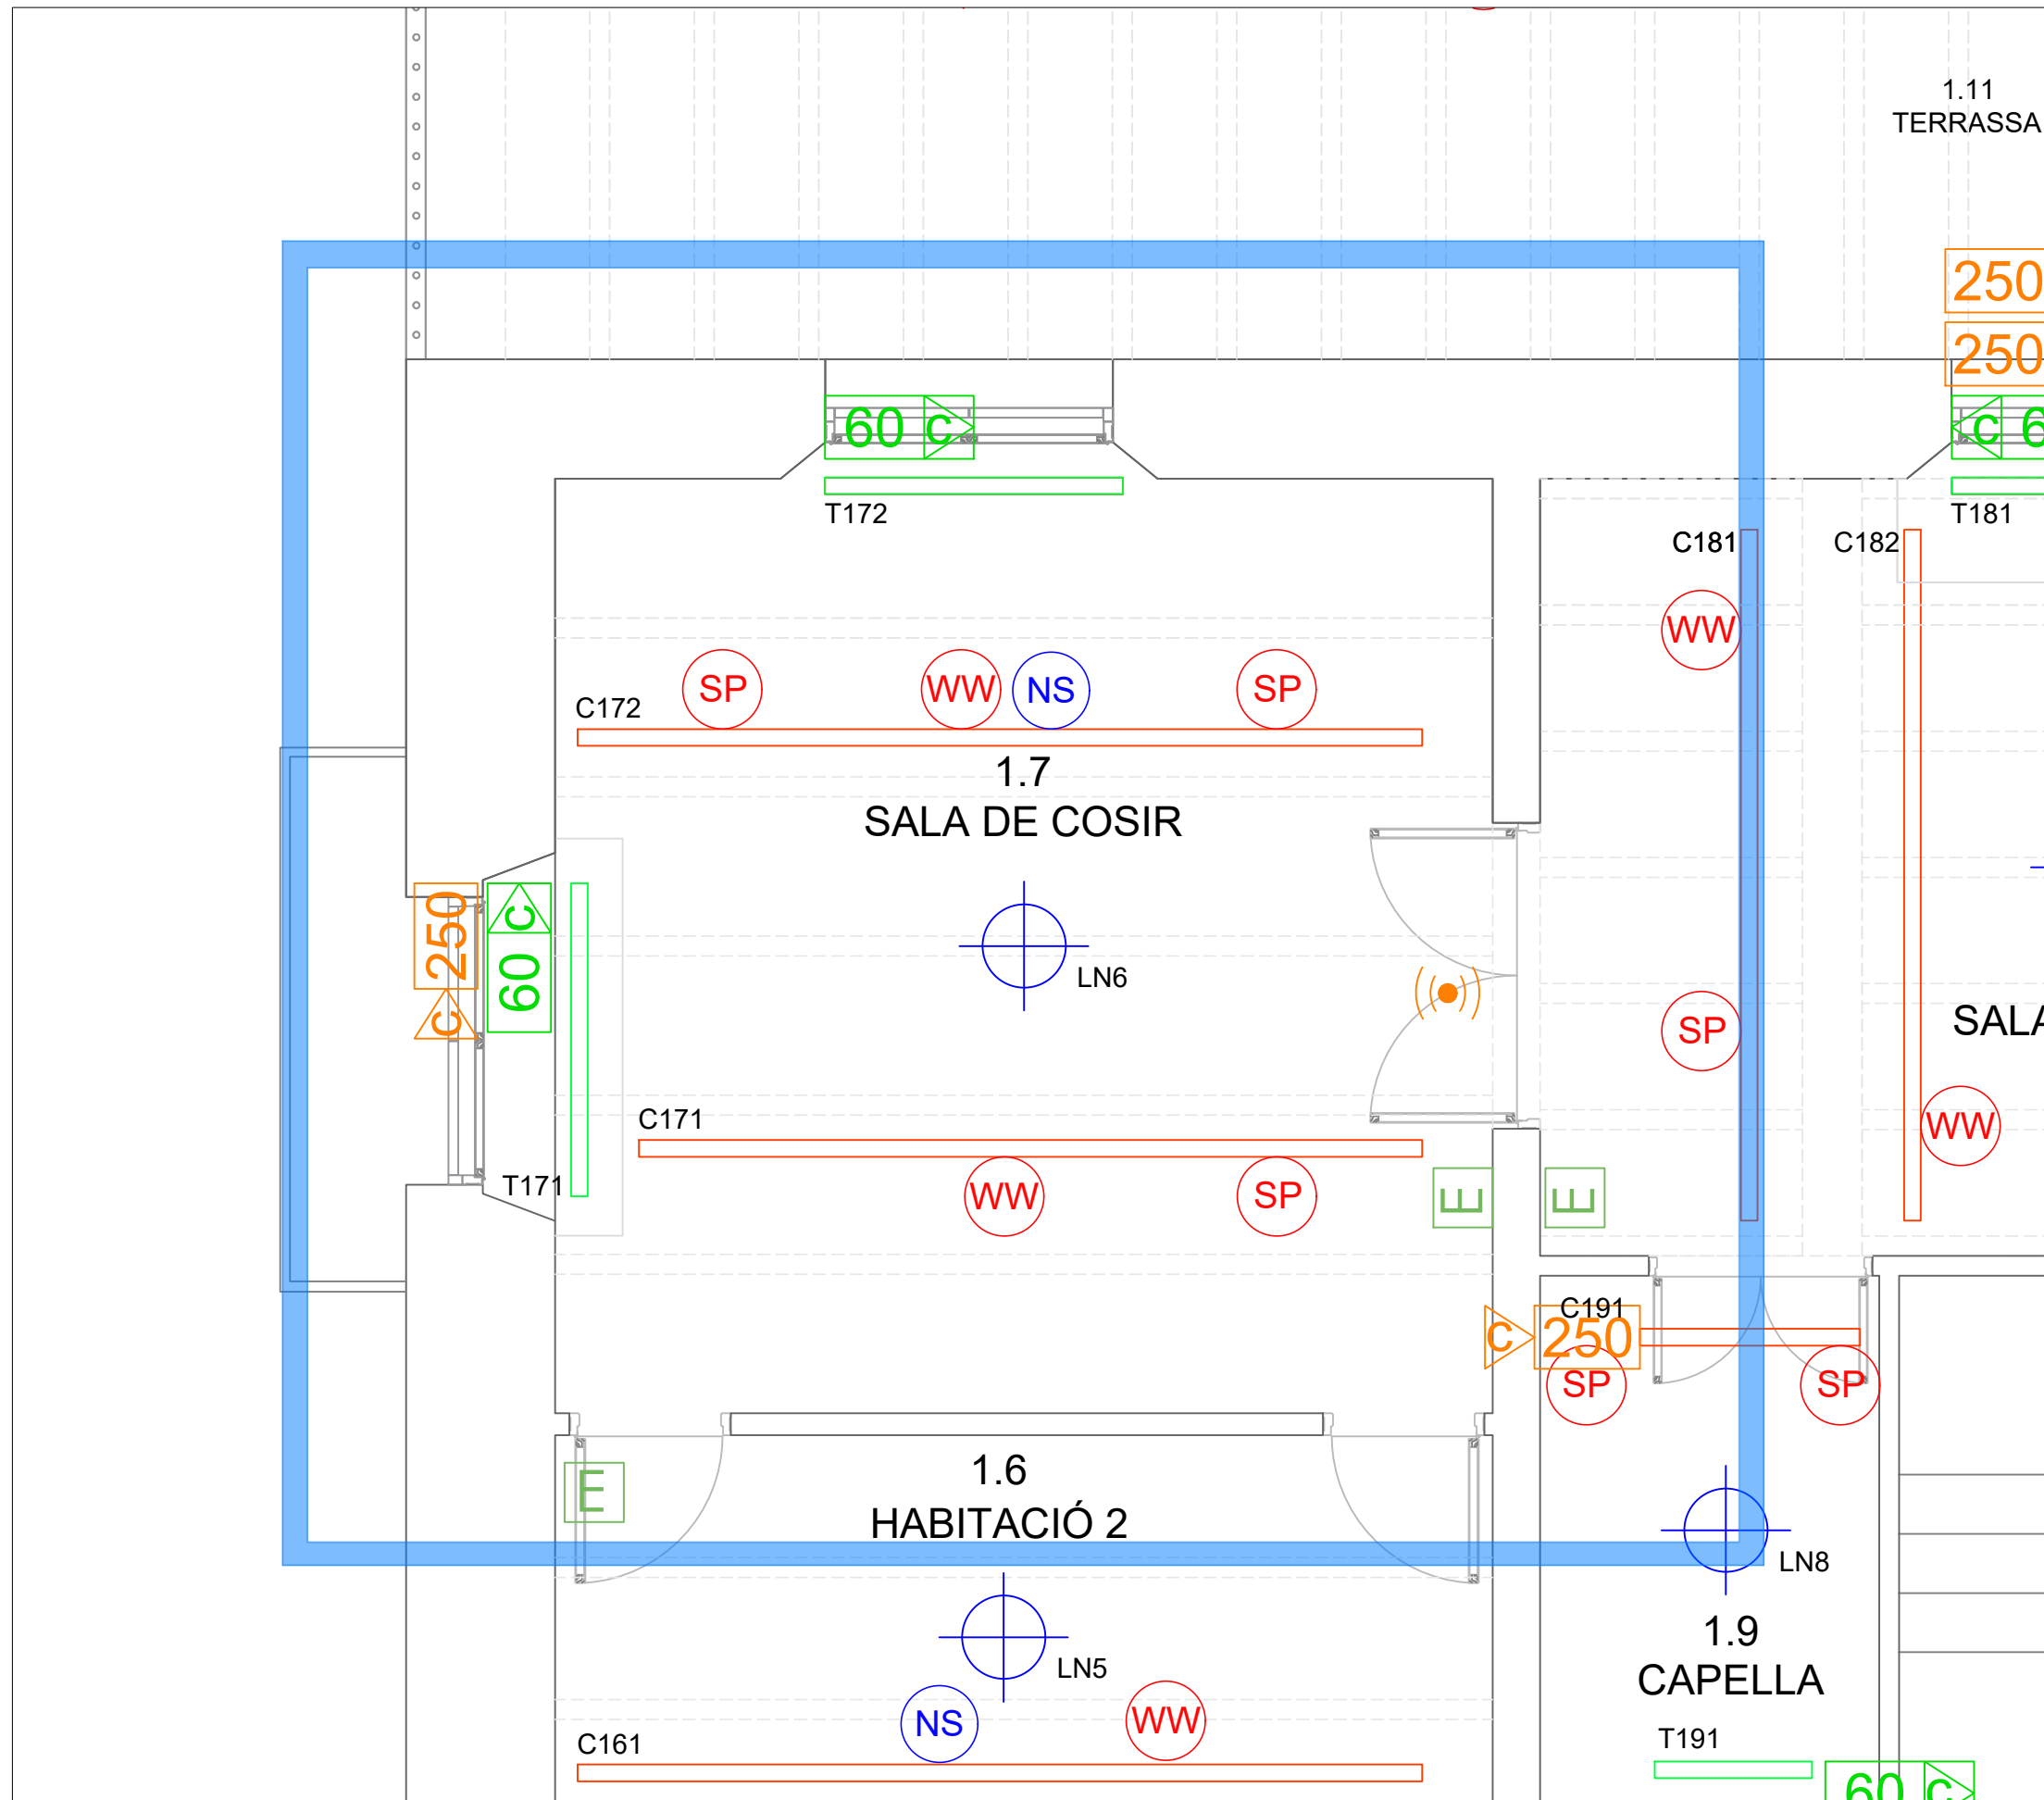 1.11
TERRASSA
250
250
60 c
c 6
T172
T181
C181
C182
WW
SP
WW
NS
SP
C172
1.7
SALA DE COSIR
250
c
c
60
LN6
SP
SALA
C171
WW
T171
WW
SP
E
E
C191
c 250
SP
SP
1.6
E
HABITACIÓ 2
LN8
1.9
LN5
CAPELLA
NS
WW
T191
C161
60 c